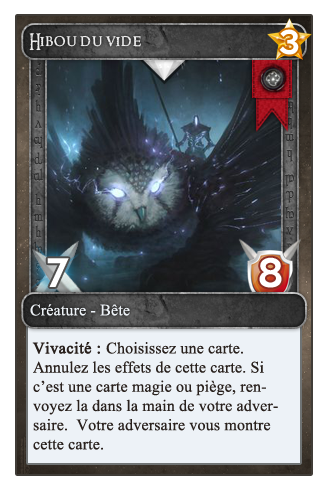 Hibou du vide
3
7
8
Créature - Bête
Vivacité : Choisissez une carte.
Annulez les effets de cette carte. Si
c’est une carte magie ou piège, ren-
voyez la dans la main de votre adver-
saire.  Votre adversaire vous montre
cette carte.